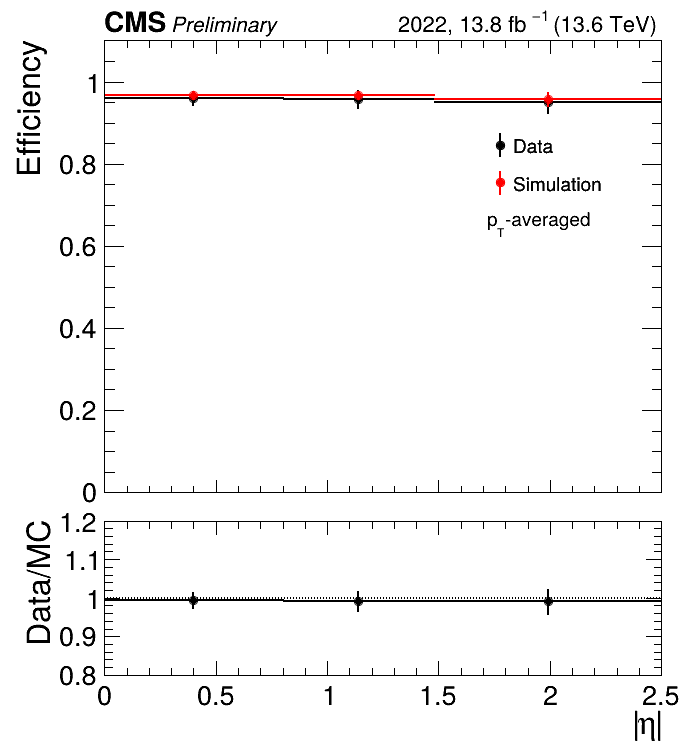 CMS Preliminary 2022, 13.8 fb⁻¹ (13.6 TeV)
Efficiency
1
0.8
0.6
0.4
0.2
0
Data
Simulation
pT-averaged
Data/MC
1.2
1.1
1
0.9
0.8
0 0.5 1 1.5 2 2.5
|η|